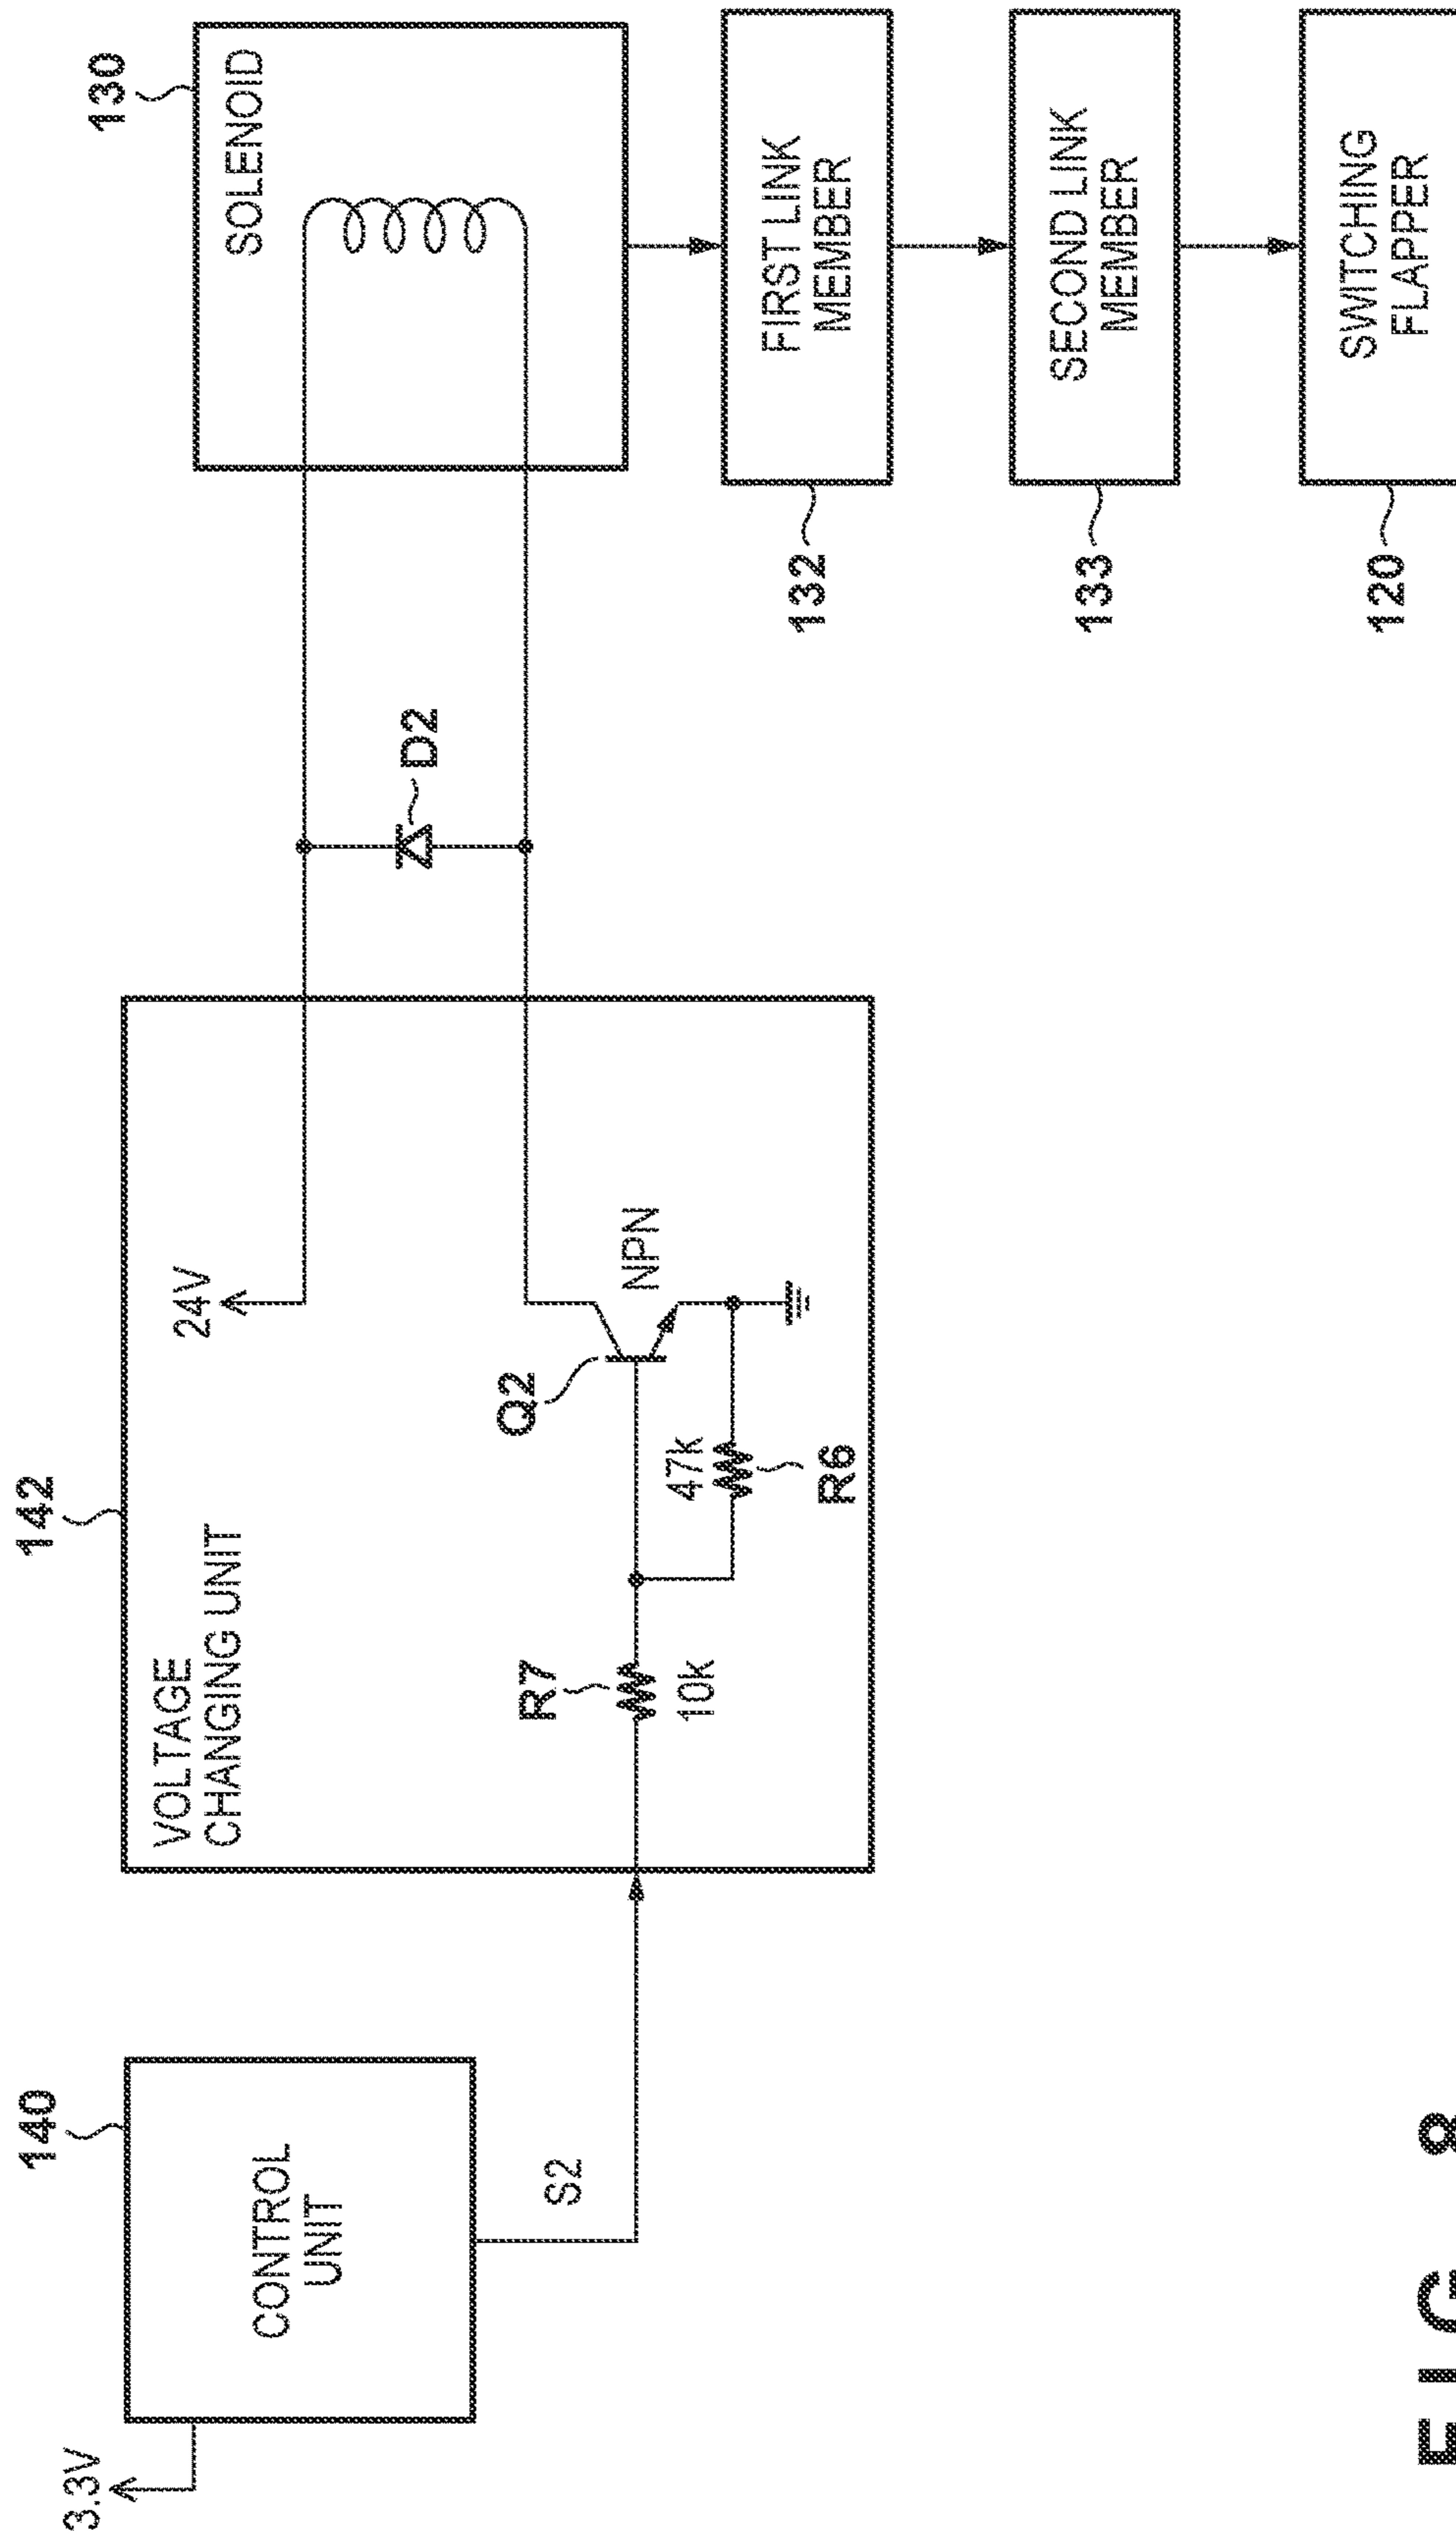 3.3V
140
CONTROL
UNIT
S2
142
VOLTAGE
CHANGING UNIT
24V
R7
10k
Q2
NPN
47k
R6
D2
130
SOLENOID
132
FIRST LINK
MEMBER
133
SECOND LINK
MEMBER
120
SWITCHING
FLAPPER
FIG. 8